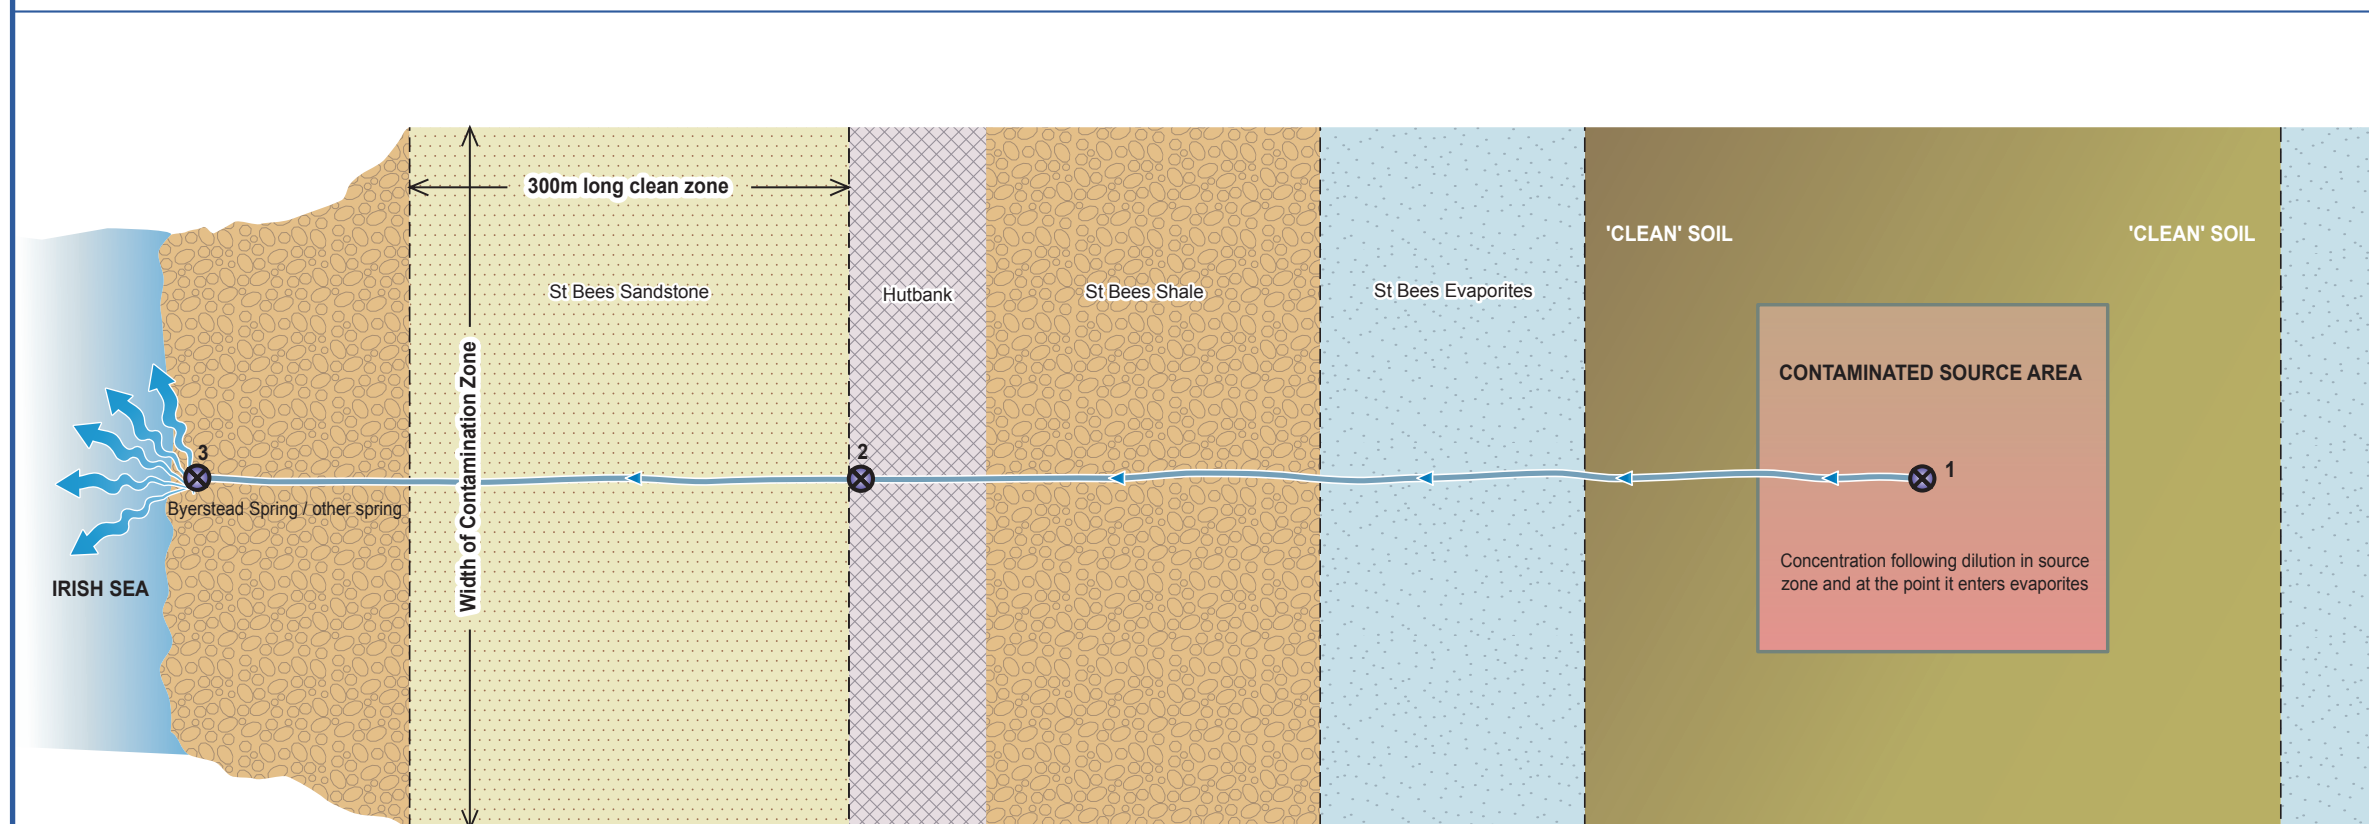 300m long clean zone
'CLEAN' SOIL
'CLEAN' SOIL
St Bees Sandstone
Hutbank
St Bees Shale
St Bees Evaporites
Width of Contamination Zone
CONTAMINATED SOURCE AREA
3
2
1
Byerstead Spring / other spring
Concentration following dilution in source
zone and at the point it enters evaporites
IRISH SEA